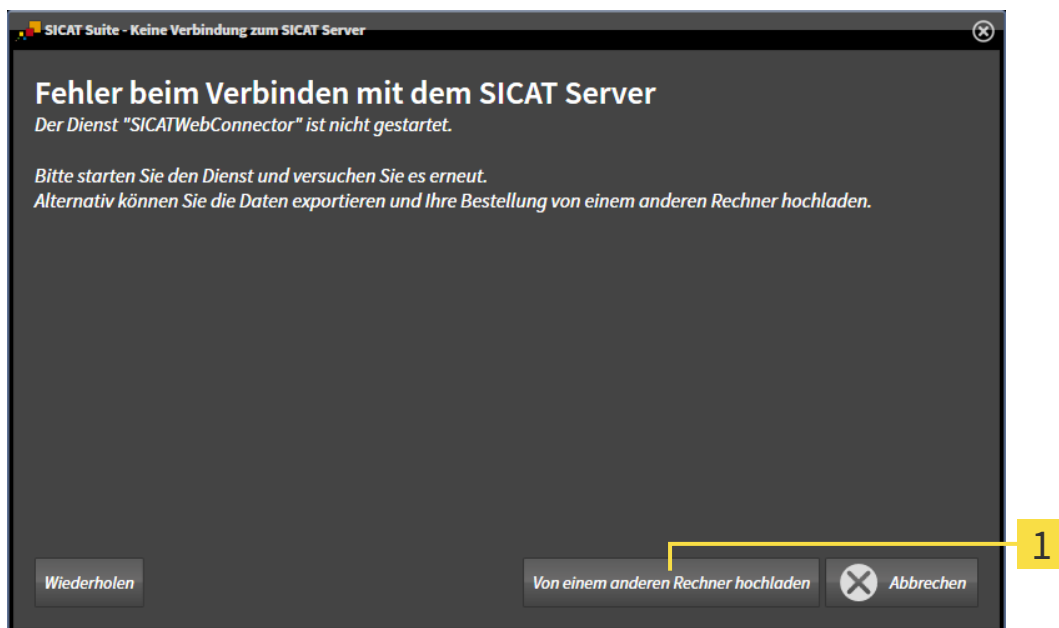 SICAT Suite - Keine Verbindung zum SICAT Server
Fehler beim Verbinden mit dem SICAT Server
Der Dienst "SICATWebConnector" ist nicht gestartet.
Bitte starten Sie den Dienst und versuchen Sie es erneut.
Alternativ können Sie die Daten exportieren und Ihre Bestellung von einem anderen Rechner hochladen.
1
Wiederholen
Von einem anderen Rechner hochladen
Abbrechen